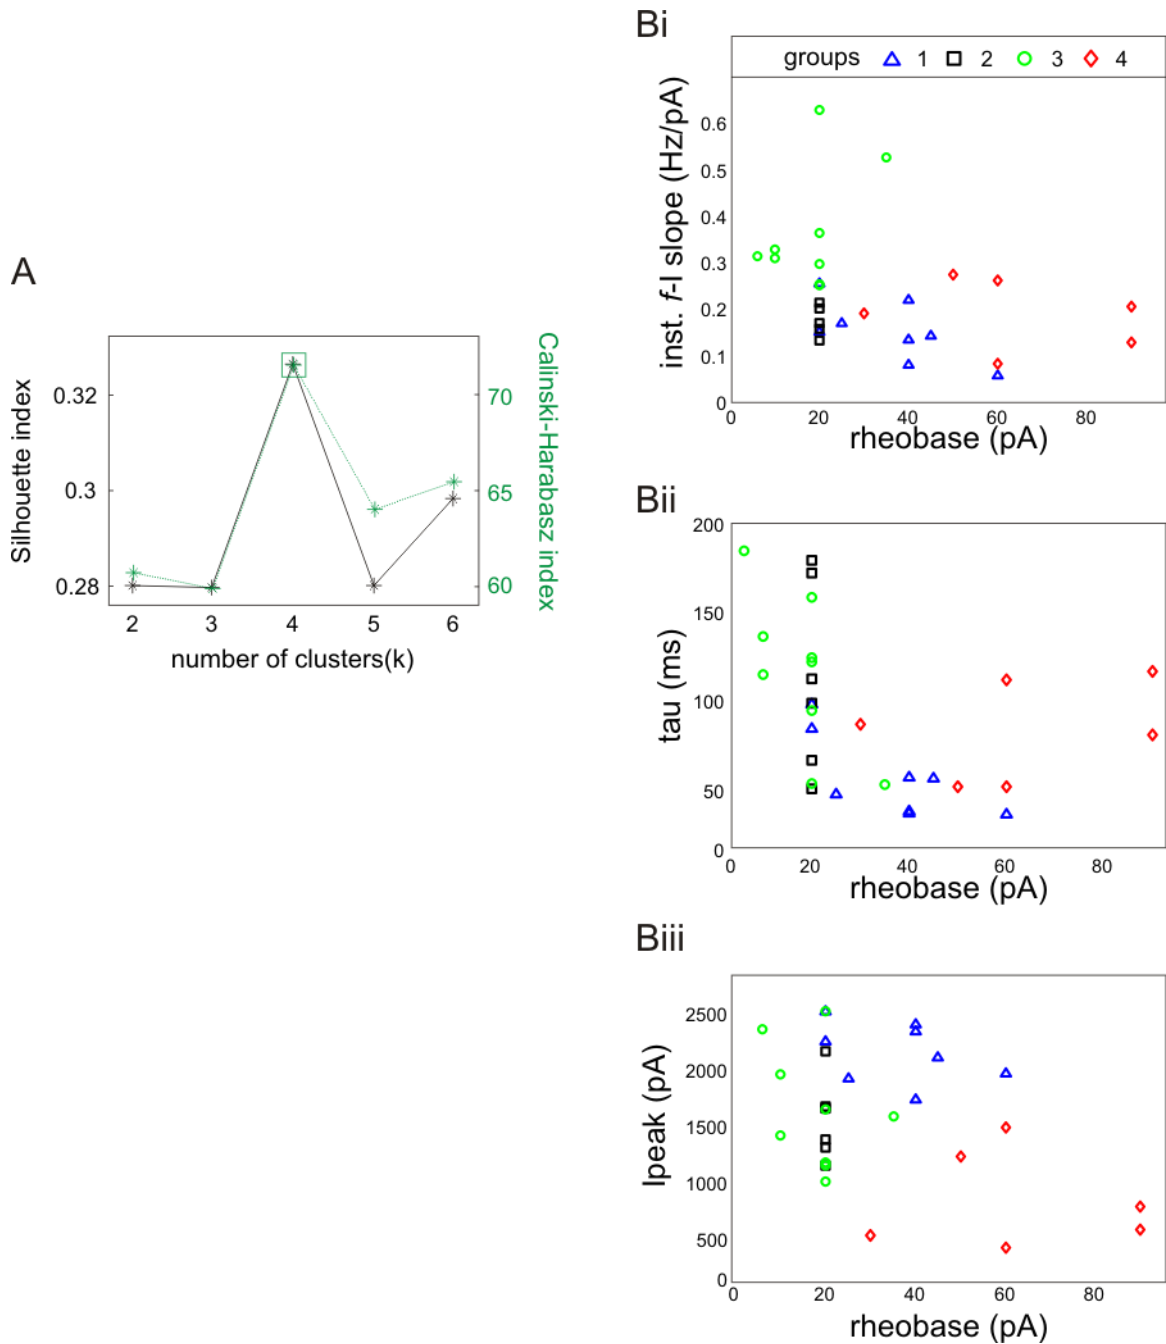 A
Silhouette index
0.32
0.3
0.28
2 3 4 5 6
number of clusters(k)
70
65
60
Calinski-Harabasz index
Bi
groups 1 2 3 4
inst. f-I slope (Hz/pA)
0.6
0.5
0.4
0.3
0.2
0.1
0
0 20 40 60 80
rheobase (pA)
Bii
tau (ms)
200
150
100
50
0
0 20 40 60 80
rheobase (pA)
Biii
Ipeak (pA)
2500
2000
1500
1000
500
0
0 20 40 60 80
rheobase (pA)